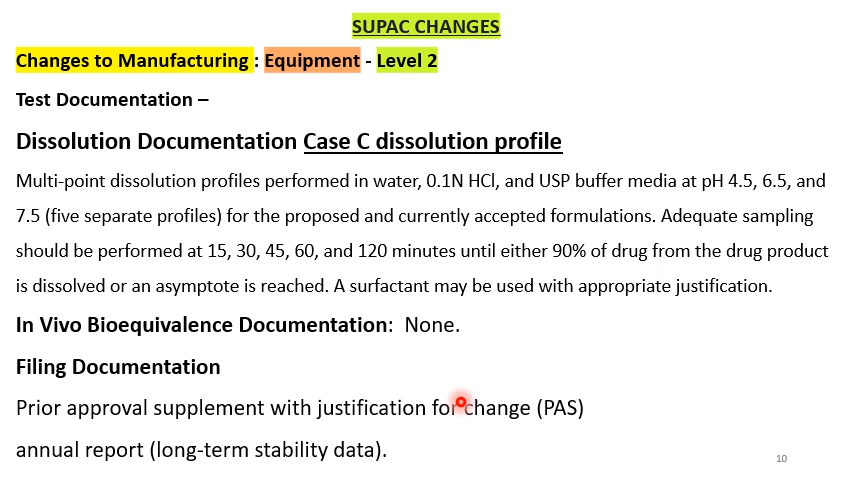 SUPAC CHANGES
Changes to Manufacturing : Equipment - Level 2
Test Documentation –
Dissolution Documentation Case C dissolution profile
Multi-point dissolution profiles performed in water, 0.1N HCl, and USP buffer media at pH 4.5, 6.5, and
7.5 (five separate profiles) for the proposed and currently accepted formulations. Adequate sampling
should be performed at 15, 30, 45, 60, and 120 minutes until either 90% of drug from the drug product
is dissolved or an asymptote is reached. A surfactant may be used with appropriate justification.
In Vivo Bioequivalence Documentation:  None.
Filing Documentation
Prior approval supplement with justification for change (PAS)
annual report (long-term stability data).
10